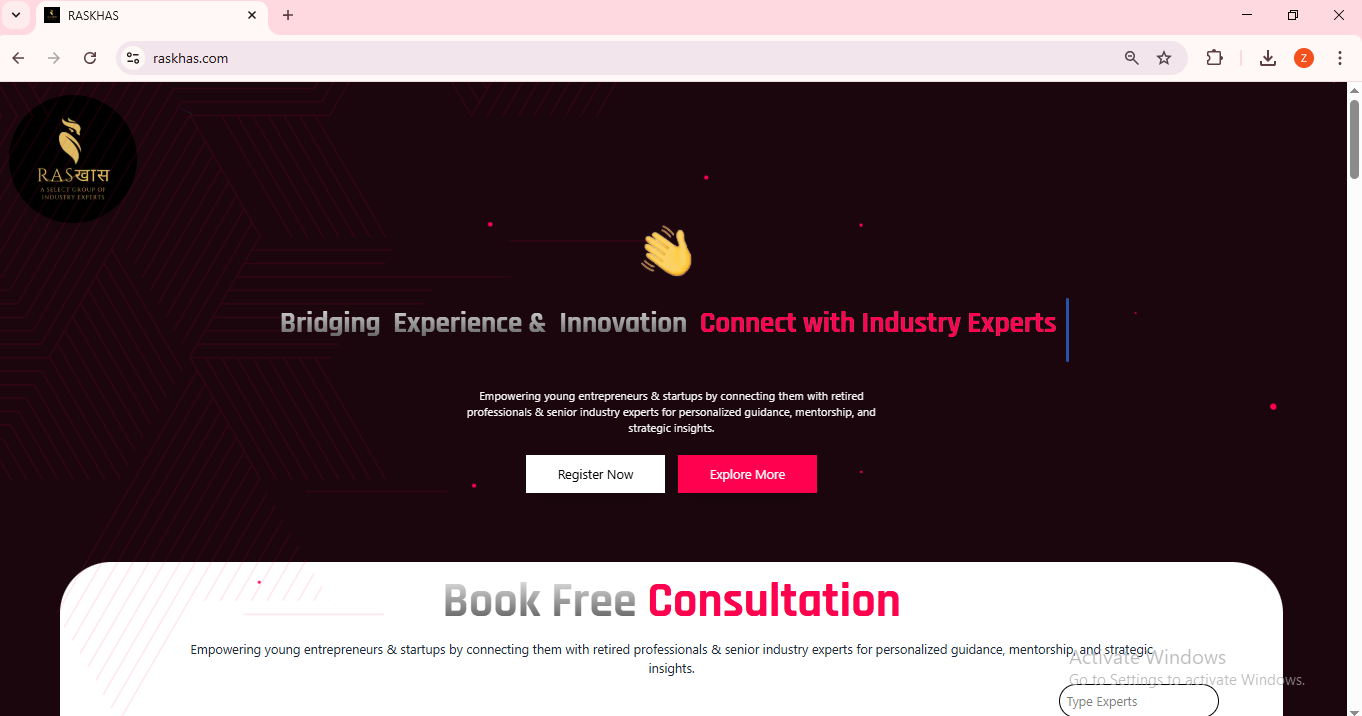 RASKHAS
raskhas.com
Z
RASखास
A SELECT GROUP OF
INDUSTRY EXPERTS
Bridging Experience & Innovation Connect with Industry Experts
Empowering young entrepreneurs & startups by connecting them with retired
professionals & senior industry experts for personalized guidance, mentorship, and
strategic insights.
Register Now
Explore More
Book Free Consultation
Empowering young entrepreneurs & startups by connecting them with retired professionals & senior industry experts for personalized guidance, mentorship, and strategic
insights.
Activate Windows
Go to Settings to activate Windows.
Type Experts